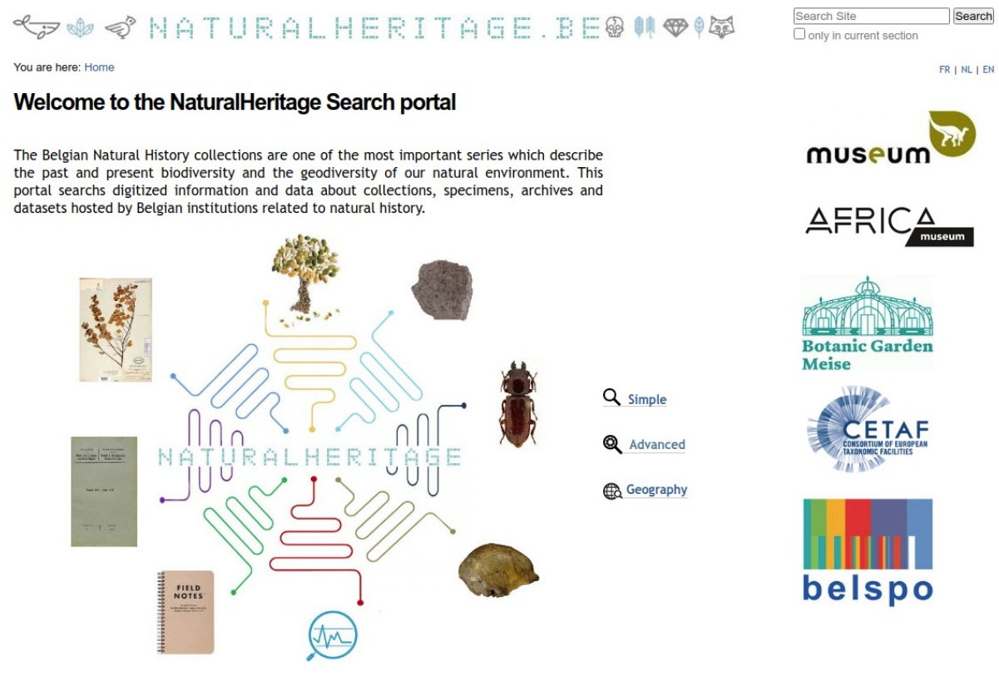 NATURALHERITAGE.BE
Search Site
Search
only in current section
You are here: Home
FR | NL | EN
Welcome to the NaturalHeritage Search portal
The Belgian Natural History collections are one of the most important series which describe
the past and present biodiversity and the geodiversity of our natural environment. This
portal searchs digitized information and data about collections, specimens, archives and
datasets hosted by Belgian institutions related to natural history.
museum
AFRICA
museum
Botanic Garden
Meise
CETAF
CONSORTIUM OF EUROPEAN
TAXONOMIC FACILITIES
belspo
Simple
Advanced
Geography
NATURALHERITAGE
FIELD
NOTES